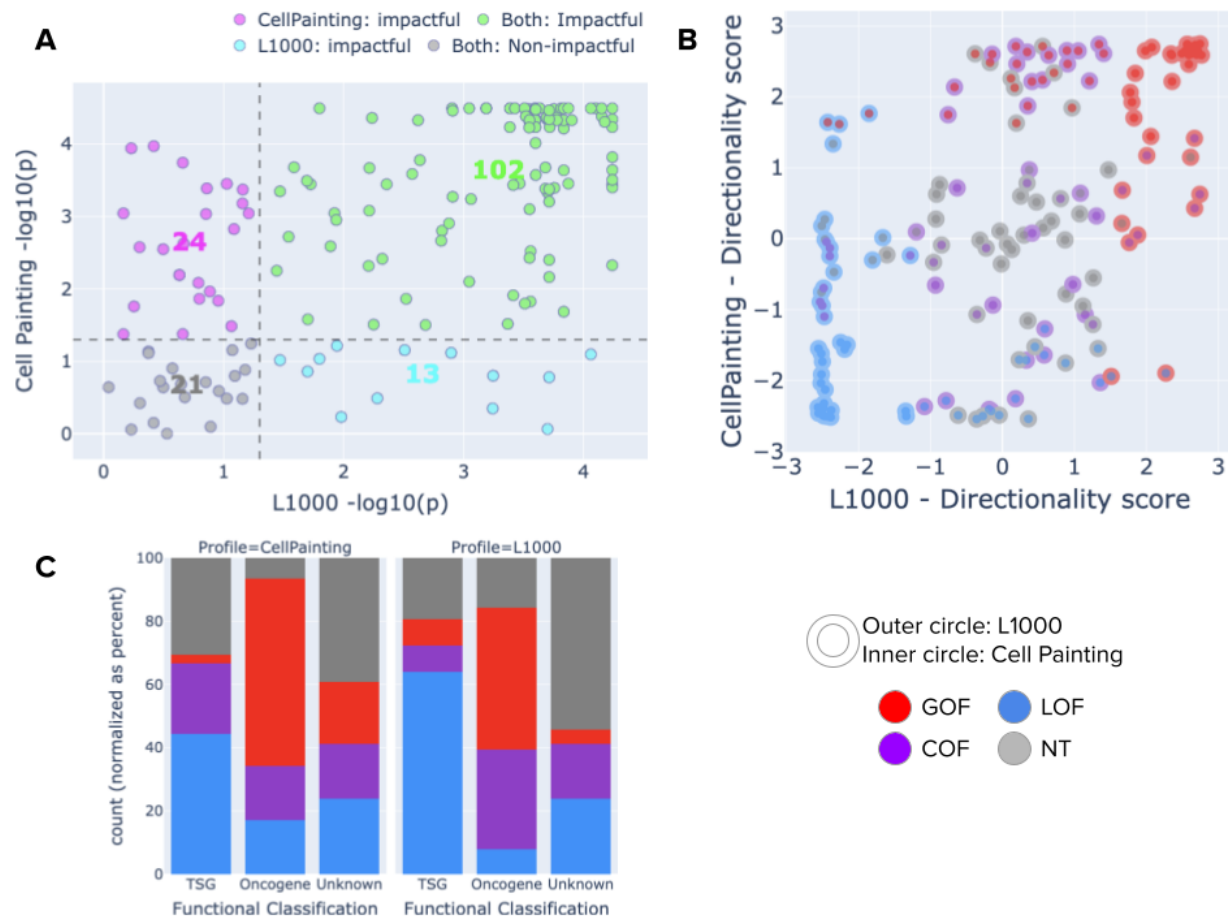 A
CellPainting: impactful
Both: Impactful
L1000: impactful
Both: Non-impactful
Cell Painting -log10(p)
4
3
2
1
0
102
24
13
21
0
1
2
3
4
L1000 -log10(p)
B
CellPainting - Directionality score
3
2
1
0
−1
−2
−3
−3
−2
−1
0
1
2
3
L1000 - Directionality score
C
Profile=CellPainting
Profile=L1000
count (normalized as percent)
100
80
60
40
20
0
TSG
Oncogene
Unknown
TSG
Oncogene
Unknown
Functional Classification
Functional Classification
Outer circle: L1000
Inner circle: Cell Painting
GOF
LOF
COF
NT